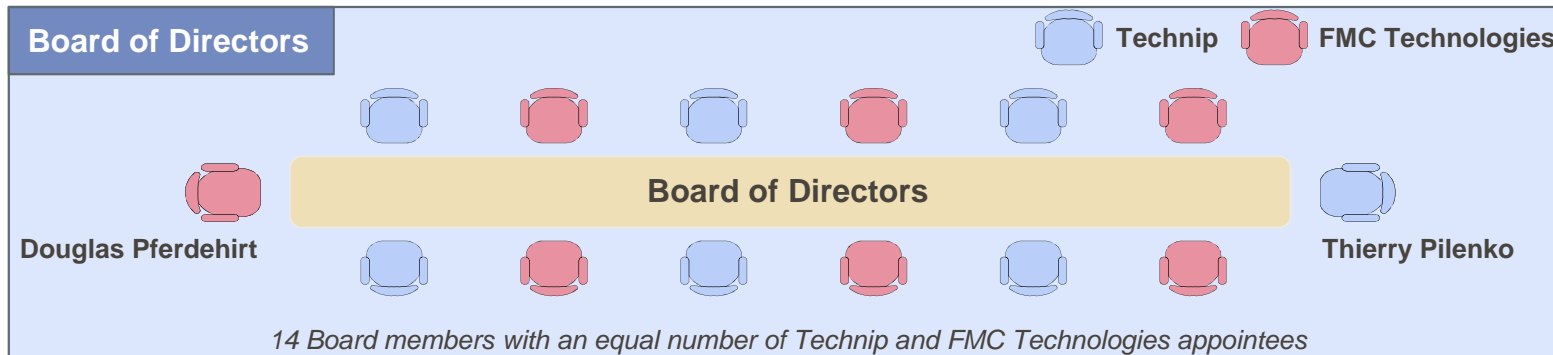 Board of Directors
Technip
FMC Technologies
Board of Directors
Douglas Pferdehirt
Thierry Pilenko
14 Board members with an equal number of Technip and FMC Technologies appointees